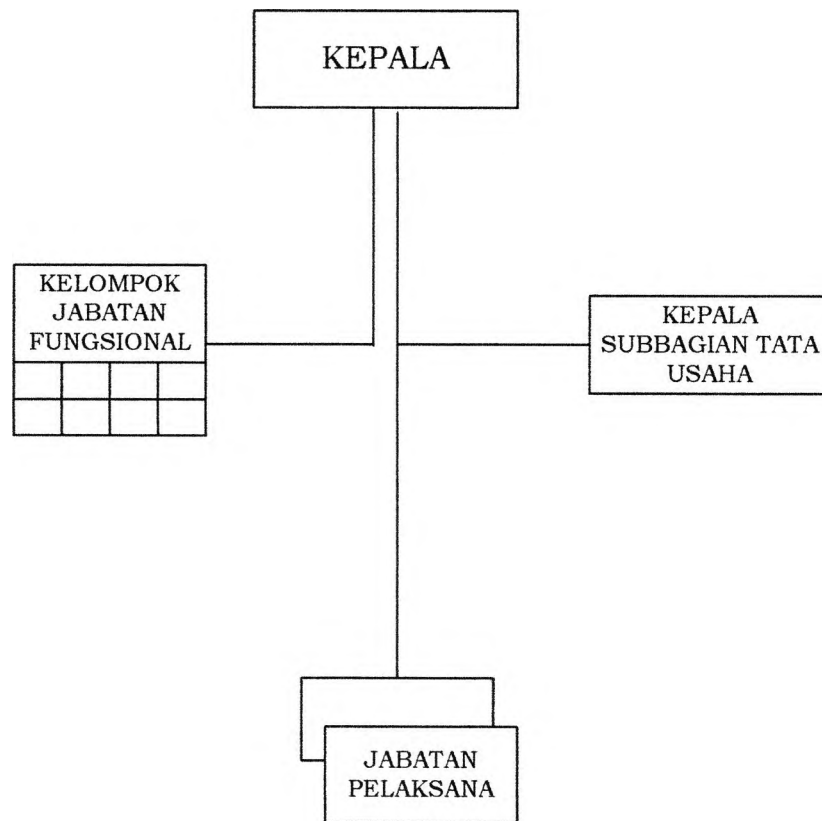 KEPALA
KELOMPOK
JABATAN
FUNGSIONAL
KEPALA
SUBBAGIAN TATA
USAHA
JABATAN
PELAKSANA